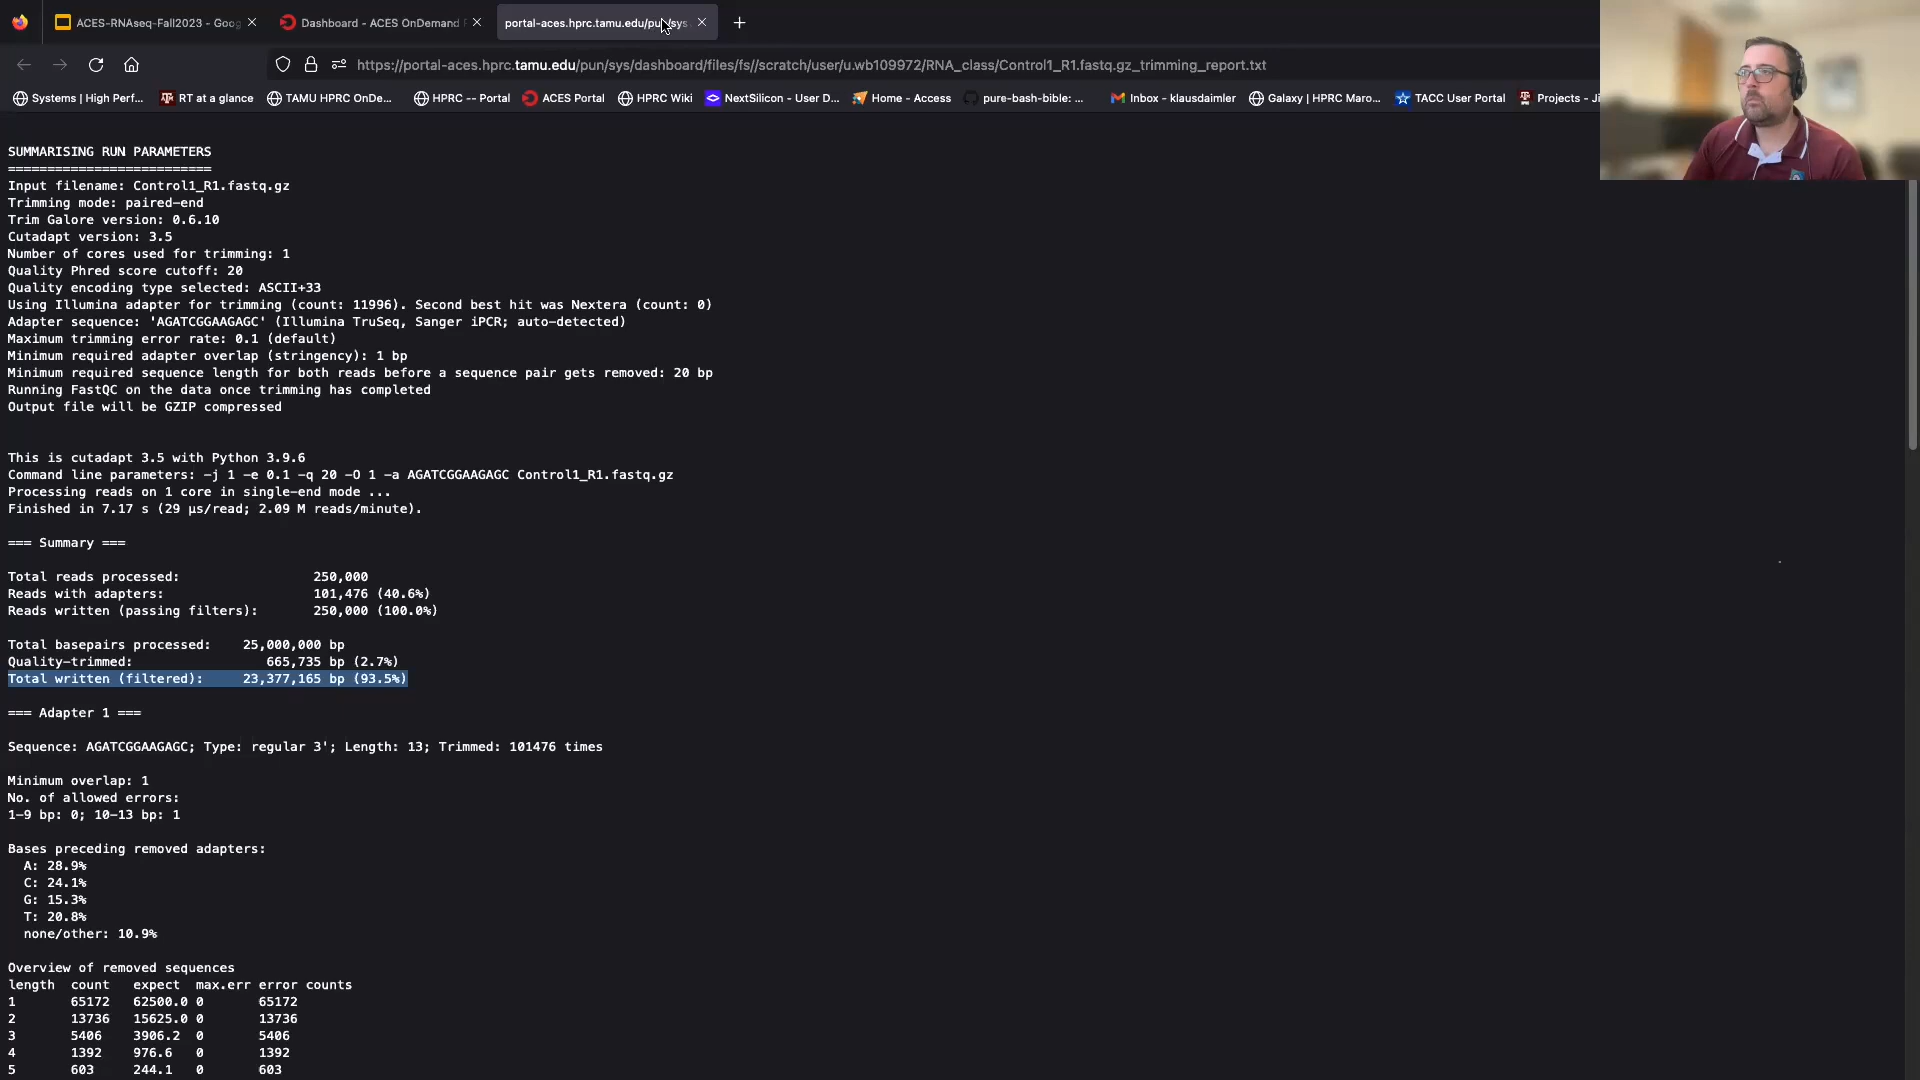 ACES-RNAseq-Fall2023 - Goog
Dashboard - ACES OnDemand
portal-aces.hprc.tamu.edu/pun/sys
https://portal-aces.hprc.tamu.edu/pun/sys/dashboard/files/fs//scratch/user/u.wb109972/RNA_class/Control1_R1.fastq.gz_trimming_report.txt
Systems | High Perf... RT at a glance TAMU HPRC OnDe... HPRC -- Portal ACES Portal HPRC Wiki NextSilicon - User D... Home - Access pure-bash-bible: ... Inbox - klausdaimler Galaxy | HPRC Maro... TACC User Portal Projects - Ji
SUMMARISING RUN PARAMETERS
==========================
Input filename: Control1_R1.fastq.gz
Trimming mode: paired-end
Trim Galore version: 0.6.10
Cutadapt version: 3.5
Number of cores used for trimming: 1
Quality Phred score cutoff: 20
Quality encoding type selected: ASCII+33
Using Illumina adapter for trimming (count: 11996). Second best hit was Nextera (count: 0)
Adapter sequence: 'AGATCGGAAGAGC' (Illumina TruSeq, Sanger iPCR; auto-detected)
Maximum trimming error rate: 0.1 (default)
Minimum required adapter overlap (stringency): 1 bp
Minimum required sequence length for both reads before a sequence pair gets removed: 20 bp
Running FastQC on the data once trimming has completed
Output file will be GZIP compressed
This is cutadapt 3.5 with Python 3.9.6
Command line parameters: -j 1 -e 0.1 -q 20 -O 1 -a AGATCGGAAGAGC Control1_R1.fastq.gz
Processing reads on 1 core in single-end mode ...
Finished in 7.17 s (29 µs/read; 2.09 M reads/minute).
=== Summary ===
Total reads processed: 250,000
Reads with adapters: 101,476 (40.6%)
Reads written (passing filters): 250,000 (100.0%)
Total basepairs processed: 25,000,000 bp
Quality-trimmed: 665,735 bp (2.7%)
Total written (filtered): 23,377,165 bp (93.5%)
=== Adapter 1 ===
Sequence: AGATCGGAAGAGC; Type: regular 3'; Length: 13; Trimmed: 101476 times
Minimum overlap: 1
No. of allowed errors:
1-9 bp: 0; 10-13 bp: 1
Bases preceding removed adapters:
A: 28.9%
C: 24.1%
G: 15.3%
T: 20.8%
none/other: 10.9%
Overview of removed sequences
length count expect max.err error counts
1 65172 62500.0 0 65172
2 13736 15625.0 0 13736
3 5406 3906.2 0 5406
4 1392 976.6 0 1392
5 603 244.1 0 603